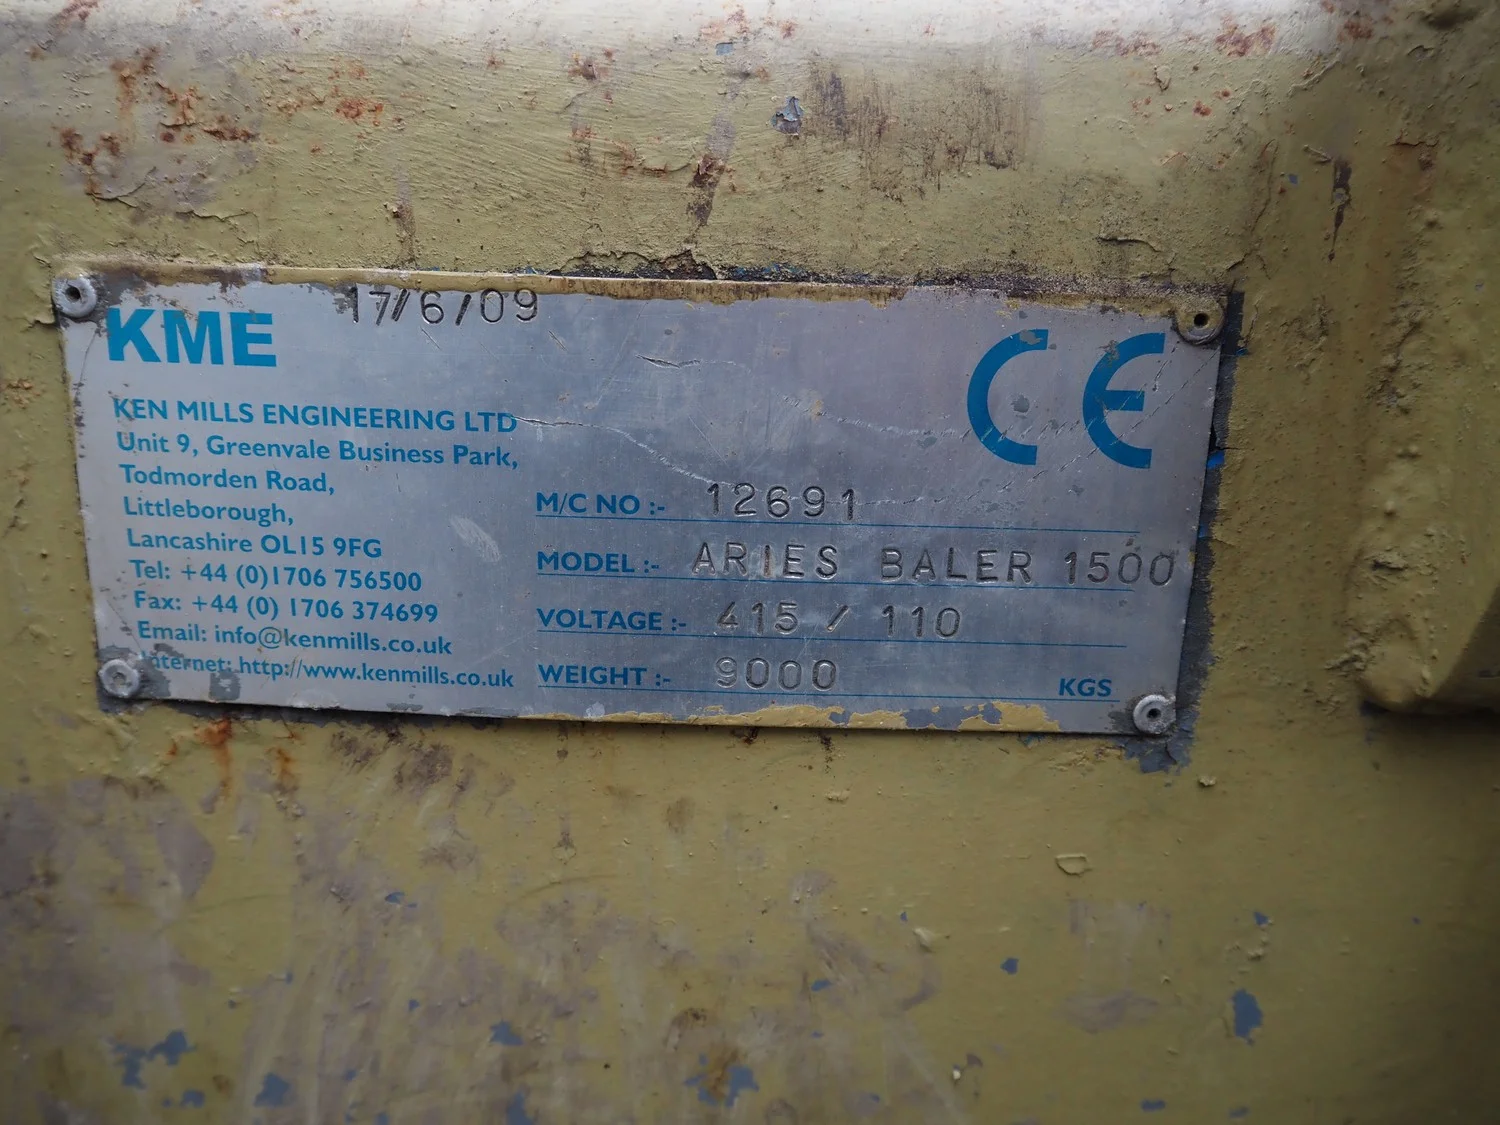 17/6/09
KME
CE
KEN MILLS ENGINEERING LTD
Unit 9, Greenvale Business Park,
Todmorden Road,
Littleborough,
Lancashire OL15 9FG
Tel: +44 (0)1706 756500
Fax: +44 (0) 1706 374699
Email: info@kenmills.co.uk
Internet: http://www.kenmills.co.uk
M/C NO :- 12691
MODEL :- ARIES BALER 1500
VOLTAGE :- 415 / 110
WEIGHT :- 9000 KGS